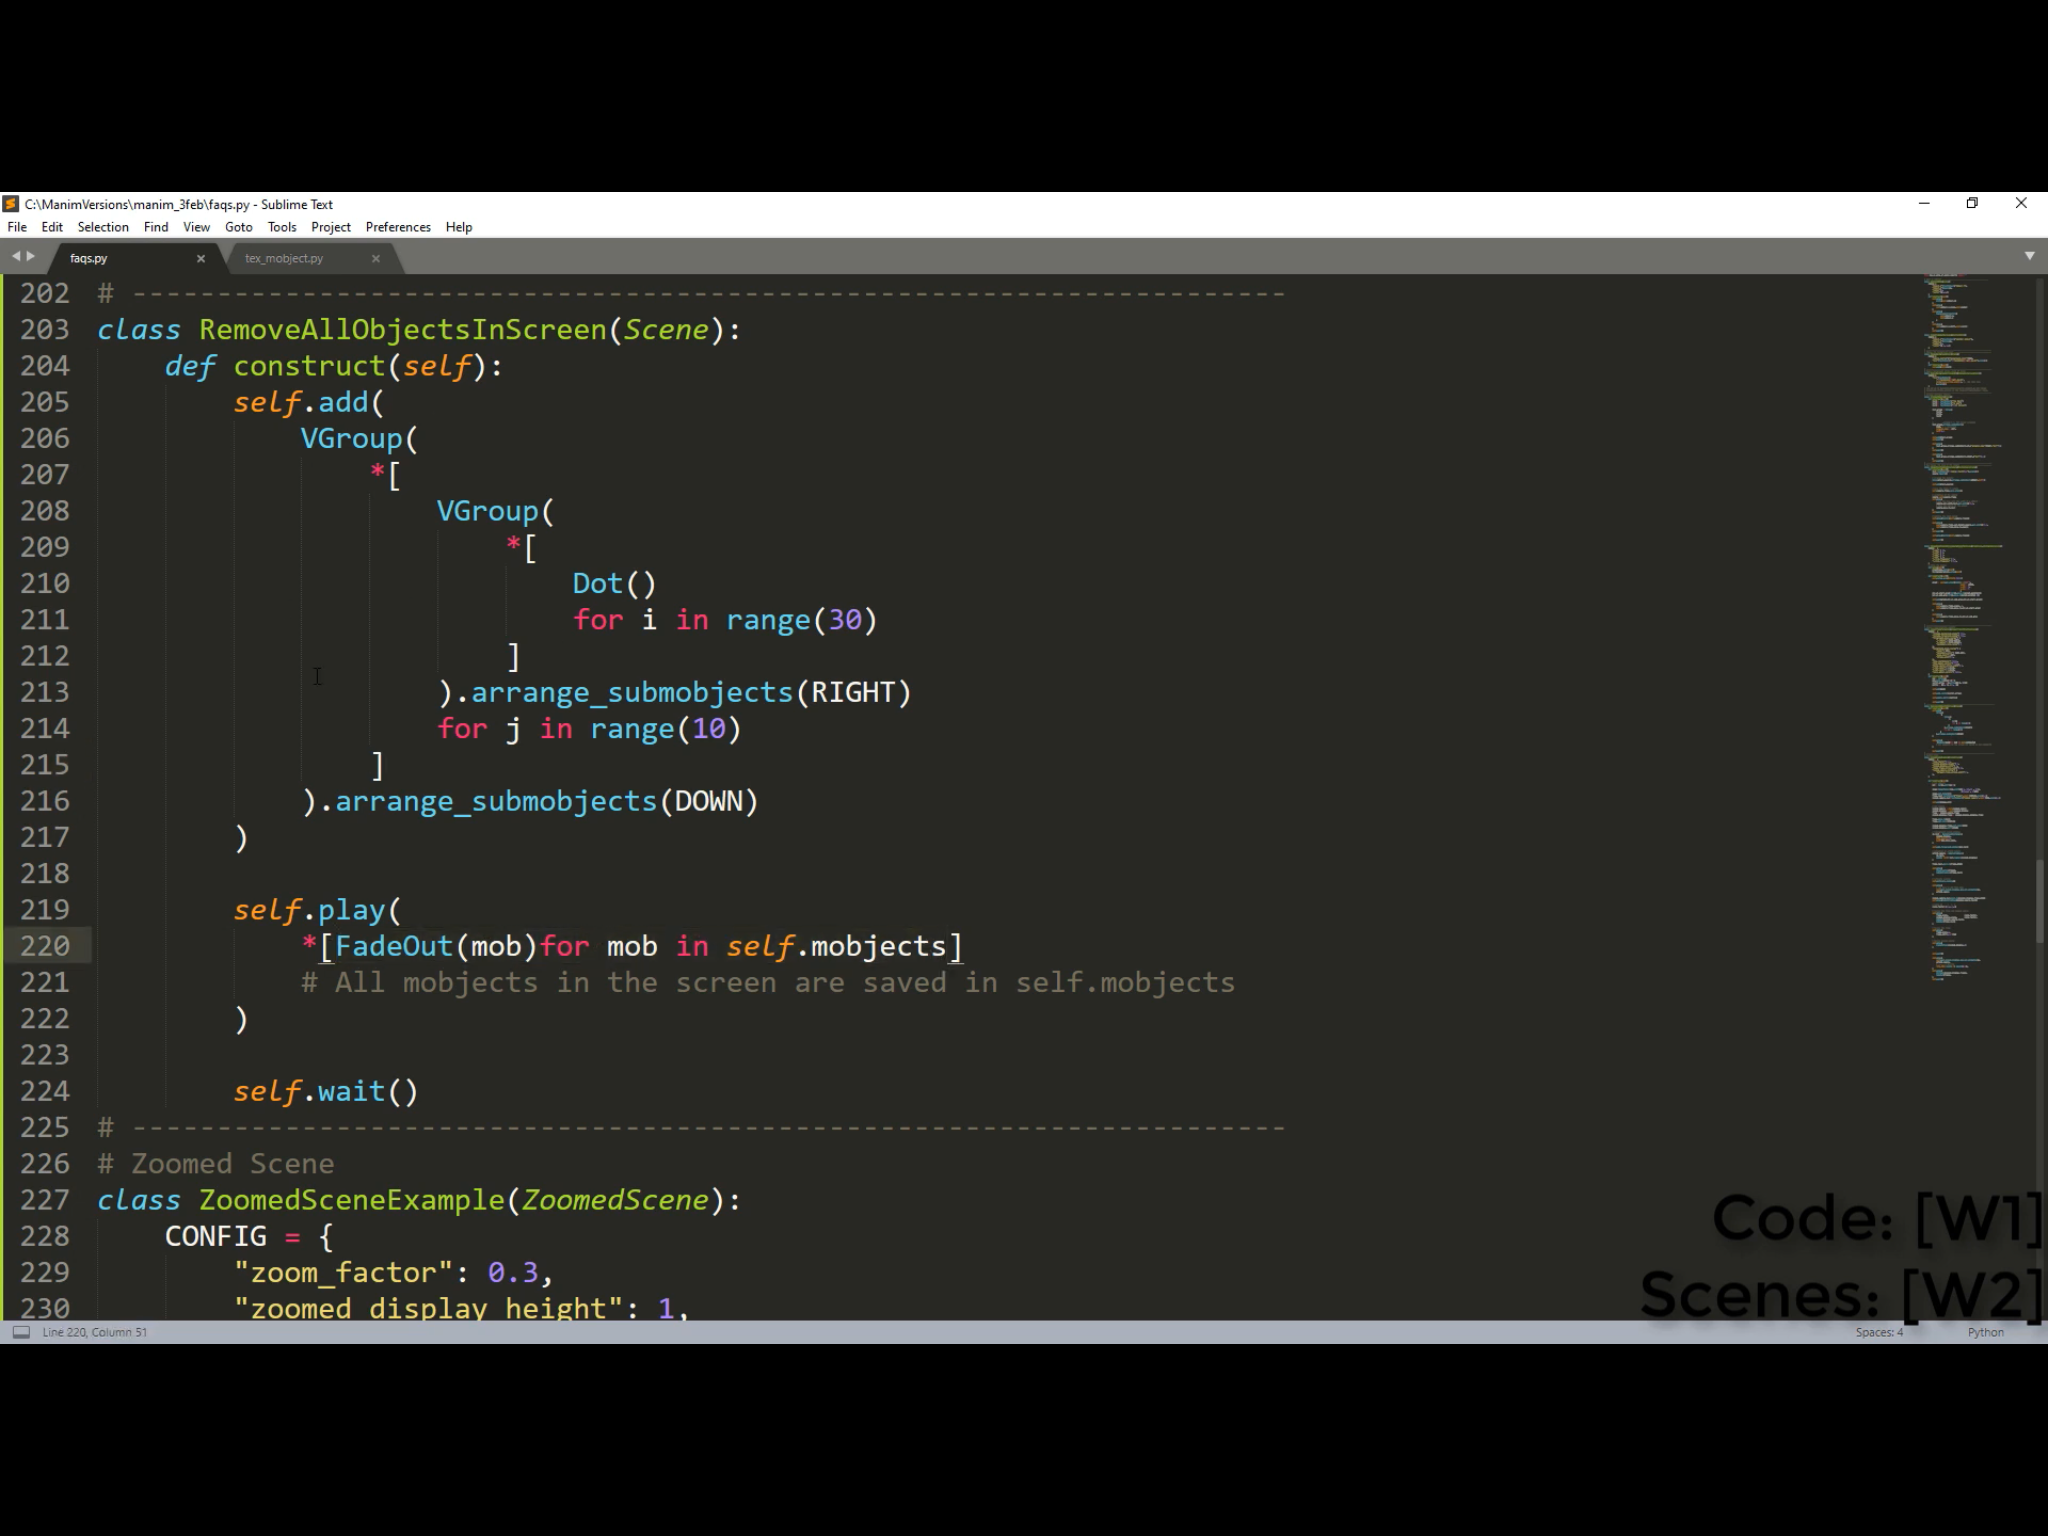 C:\ManimVersions\manim_3feb\faqs.py - Sublime Text
File Edit Selection Find View Goto Tools Project Preferences Help
faqs.py × tex_mobject.py ×
202 # --------------------------------------------------------------------
203 class RemoveAllObjectsInScreen(Scene):
204 def construct(self):
205 self.add(
206 VGroup(
207 *[
208 VGroup(
209 *[
210 Dot()
211 for i in range(30)
212 ]
213 ).arrange_submobjects(RIGHT)
214 for j in range(10)
215 ]
216 ).arrange_submobjects(DOWN)
217 )
218
219 self.play(
220 *[FadeOut(mob)for mob in self.mobjects]
221 # All mobjects in the screen are saved in self.mobjects
222 )
223
224 self.wait()
225 # --------------------------------------------------------------------
226 # Zoomed Scene
227 class ZoomedSceneExample(ZoomedScene):
228 CONFIG = {
229 "zoom_factor": 0.3,
230 "zoomed_display_height": 1,
Code: [W1]
Scenes: [W2]
Line 220, Column 51
Spaces: 4
Python